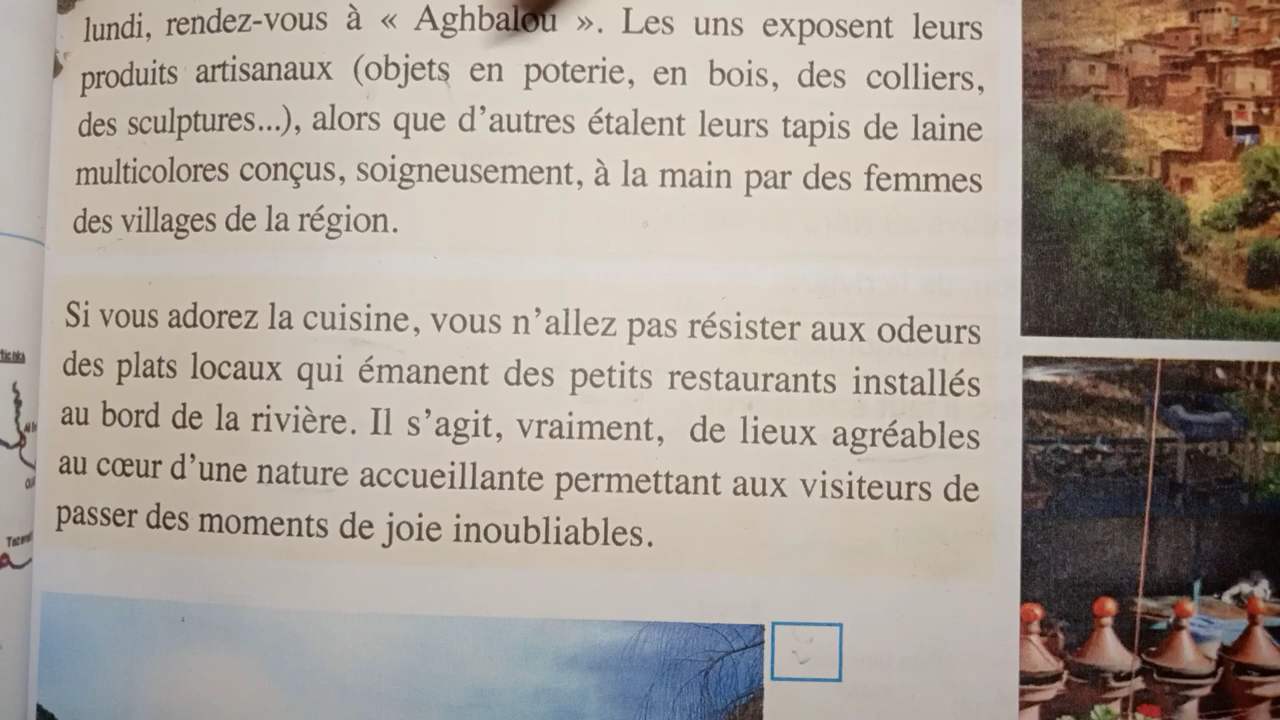 lundi, rendez-vous à « Aghbalou ». Les uns exposent leurs
produits artisanaux (objets en poterie, en bois, des colliers,
des sculptures...), alors que d'autres étalent leurs tapis de laine
multicolores conçus, soigneusement, à la main par des femmes
des villages de la région.
Si vous adorez la cuisine, vous n'allez pas résister aux odeurs
des plats locaux qui émanent des petits restaurants installés
au bord de la rivière. Il s'agit, vraiment, de lieux agréables
au cœur d'une nature accueillante permettant aux visiteurs de
passer des moments de joie inoubliables.